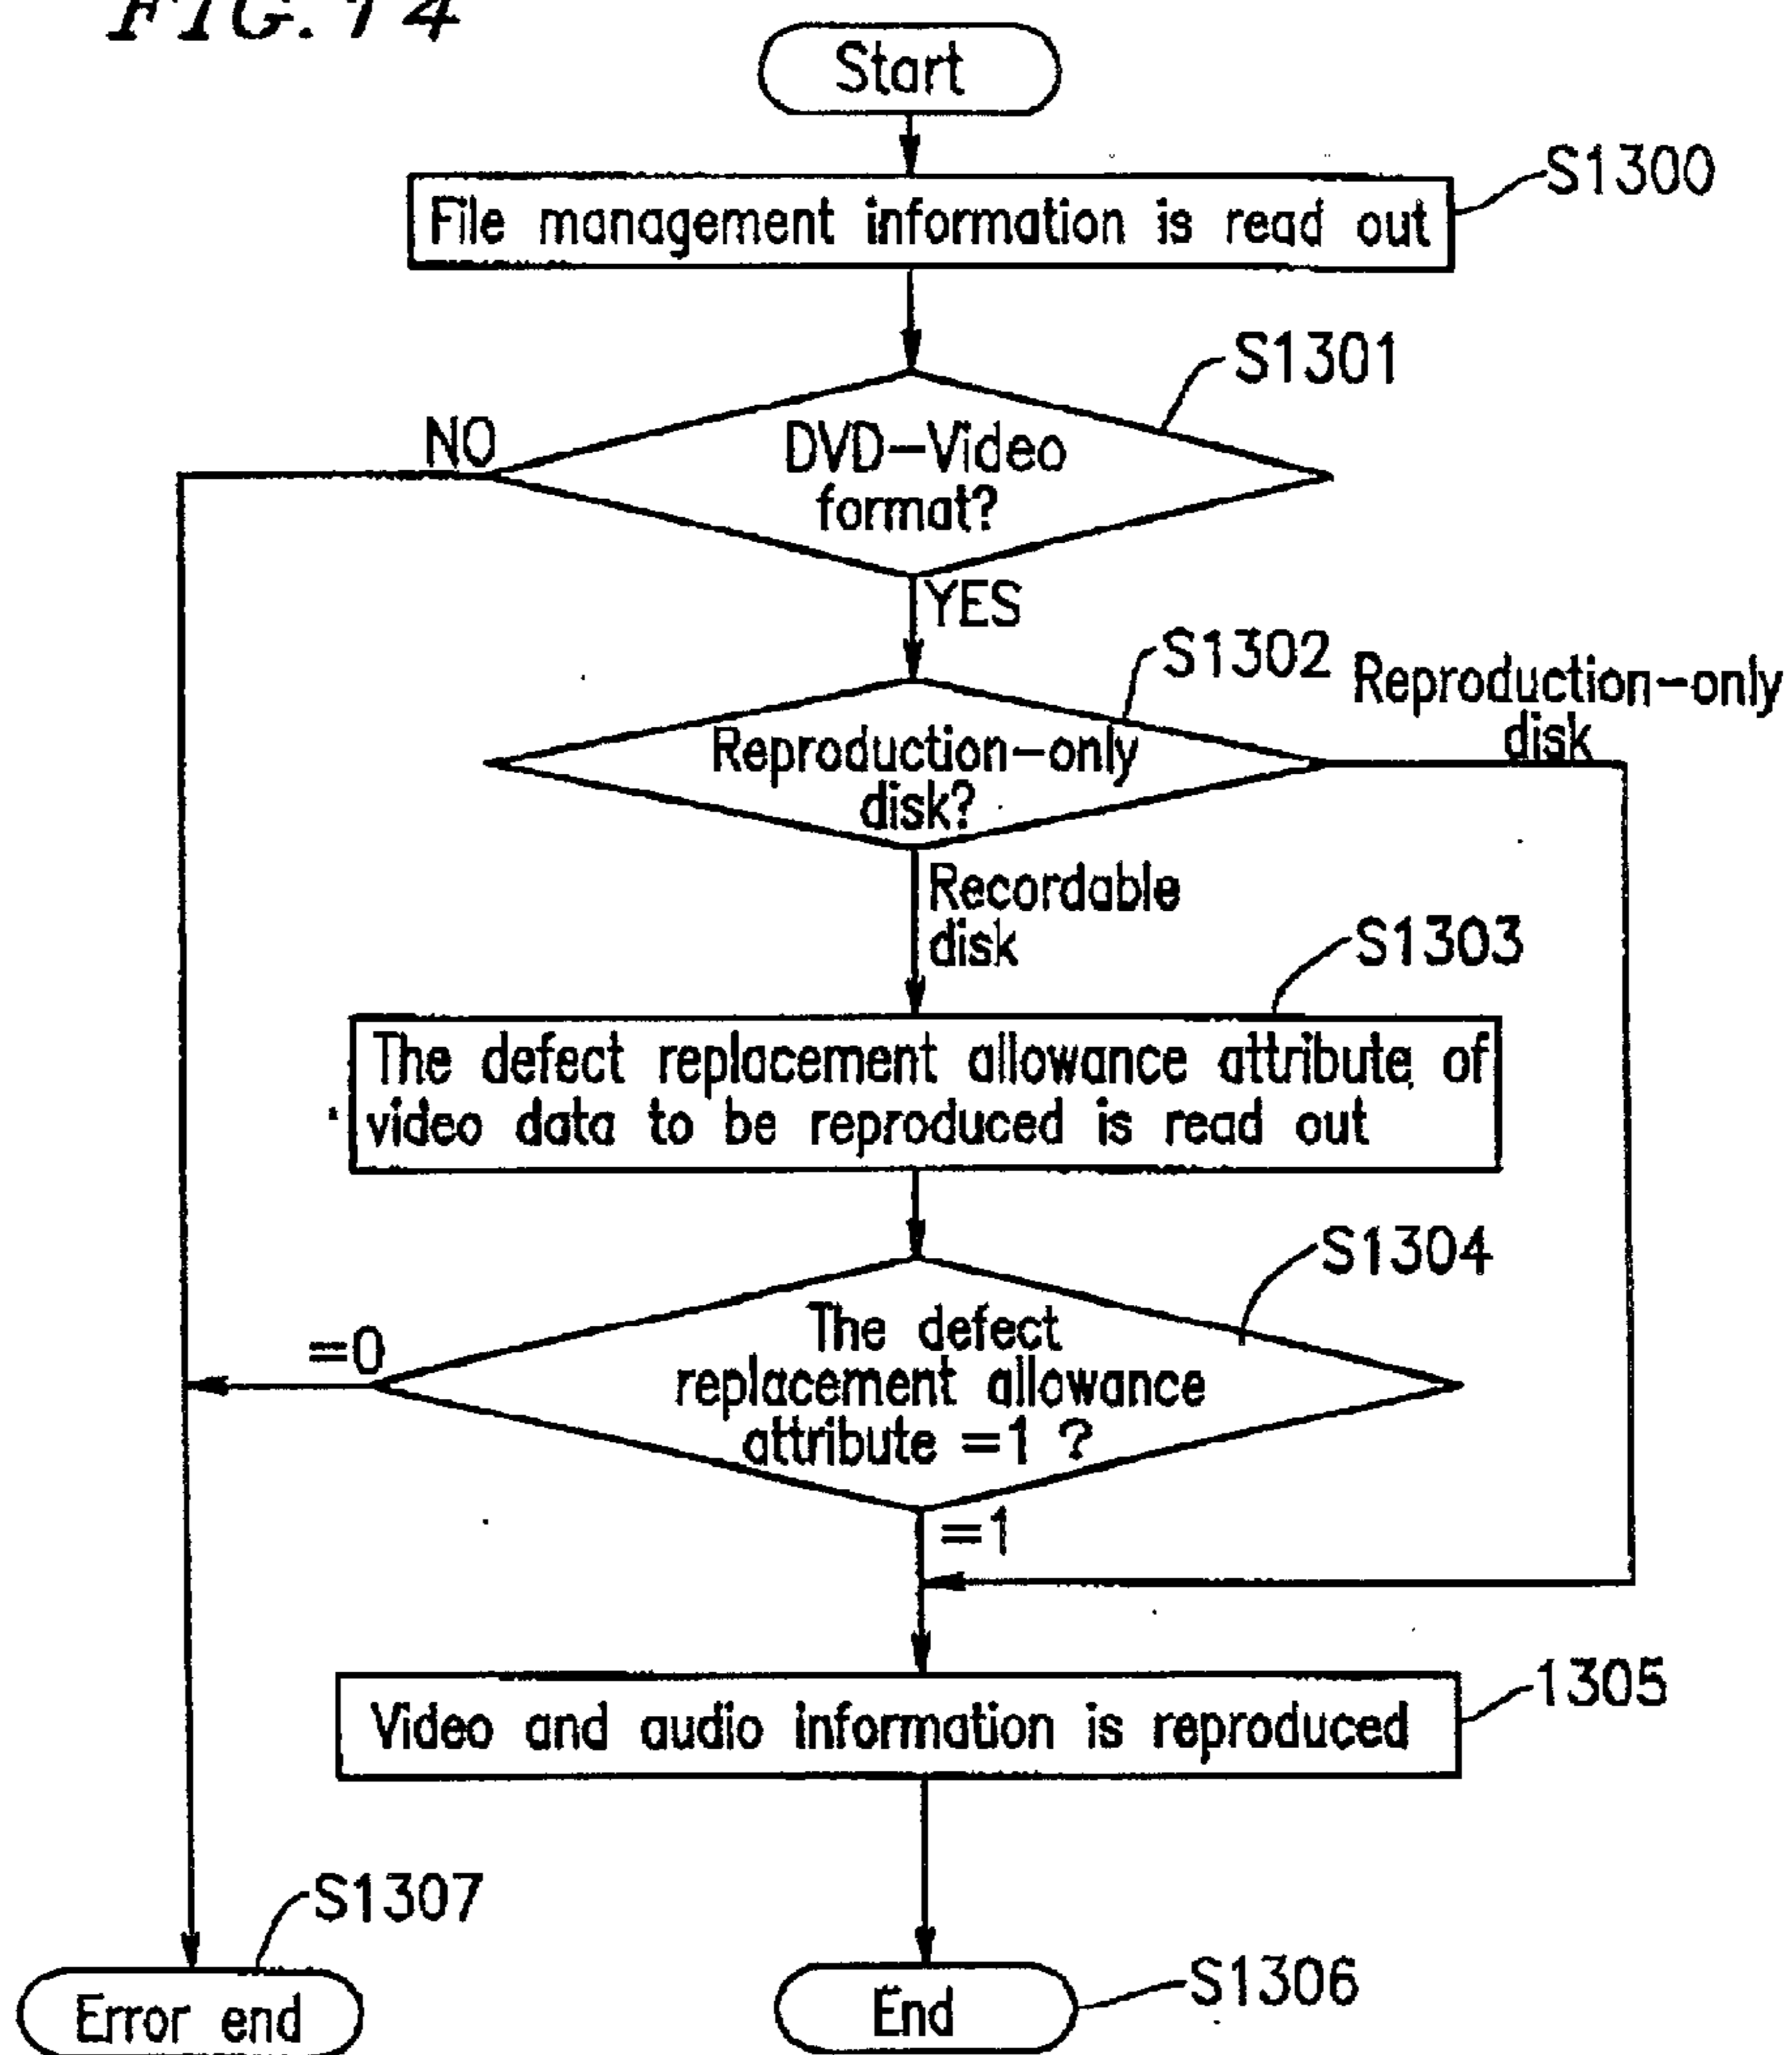 FIG. 14
Start
S1300
File management information is read out
S1301
NO
DVD-Video
format?
YES
S1302
Reproduction-only
disk
Reproduction-only
disk?
Recordable
disk
S1303
The defect replacement allowance attribute of
video data to be reproduced is read out
S1304
=0
The defect
replacement allowance
attribute =1 ?
=1
1305
Video and audio information is reproduced
S1307
Error end
S1306
End